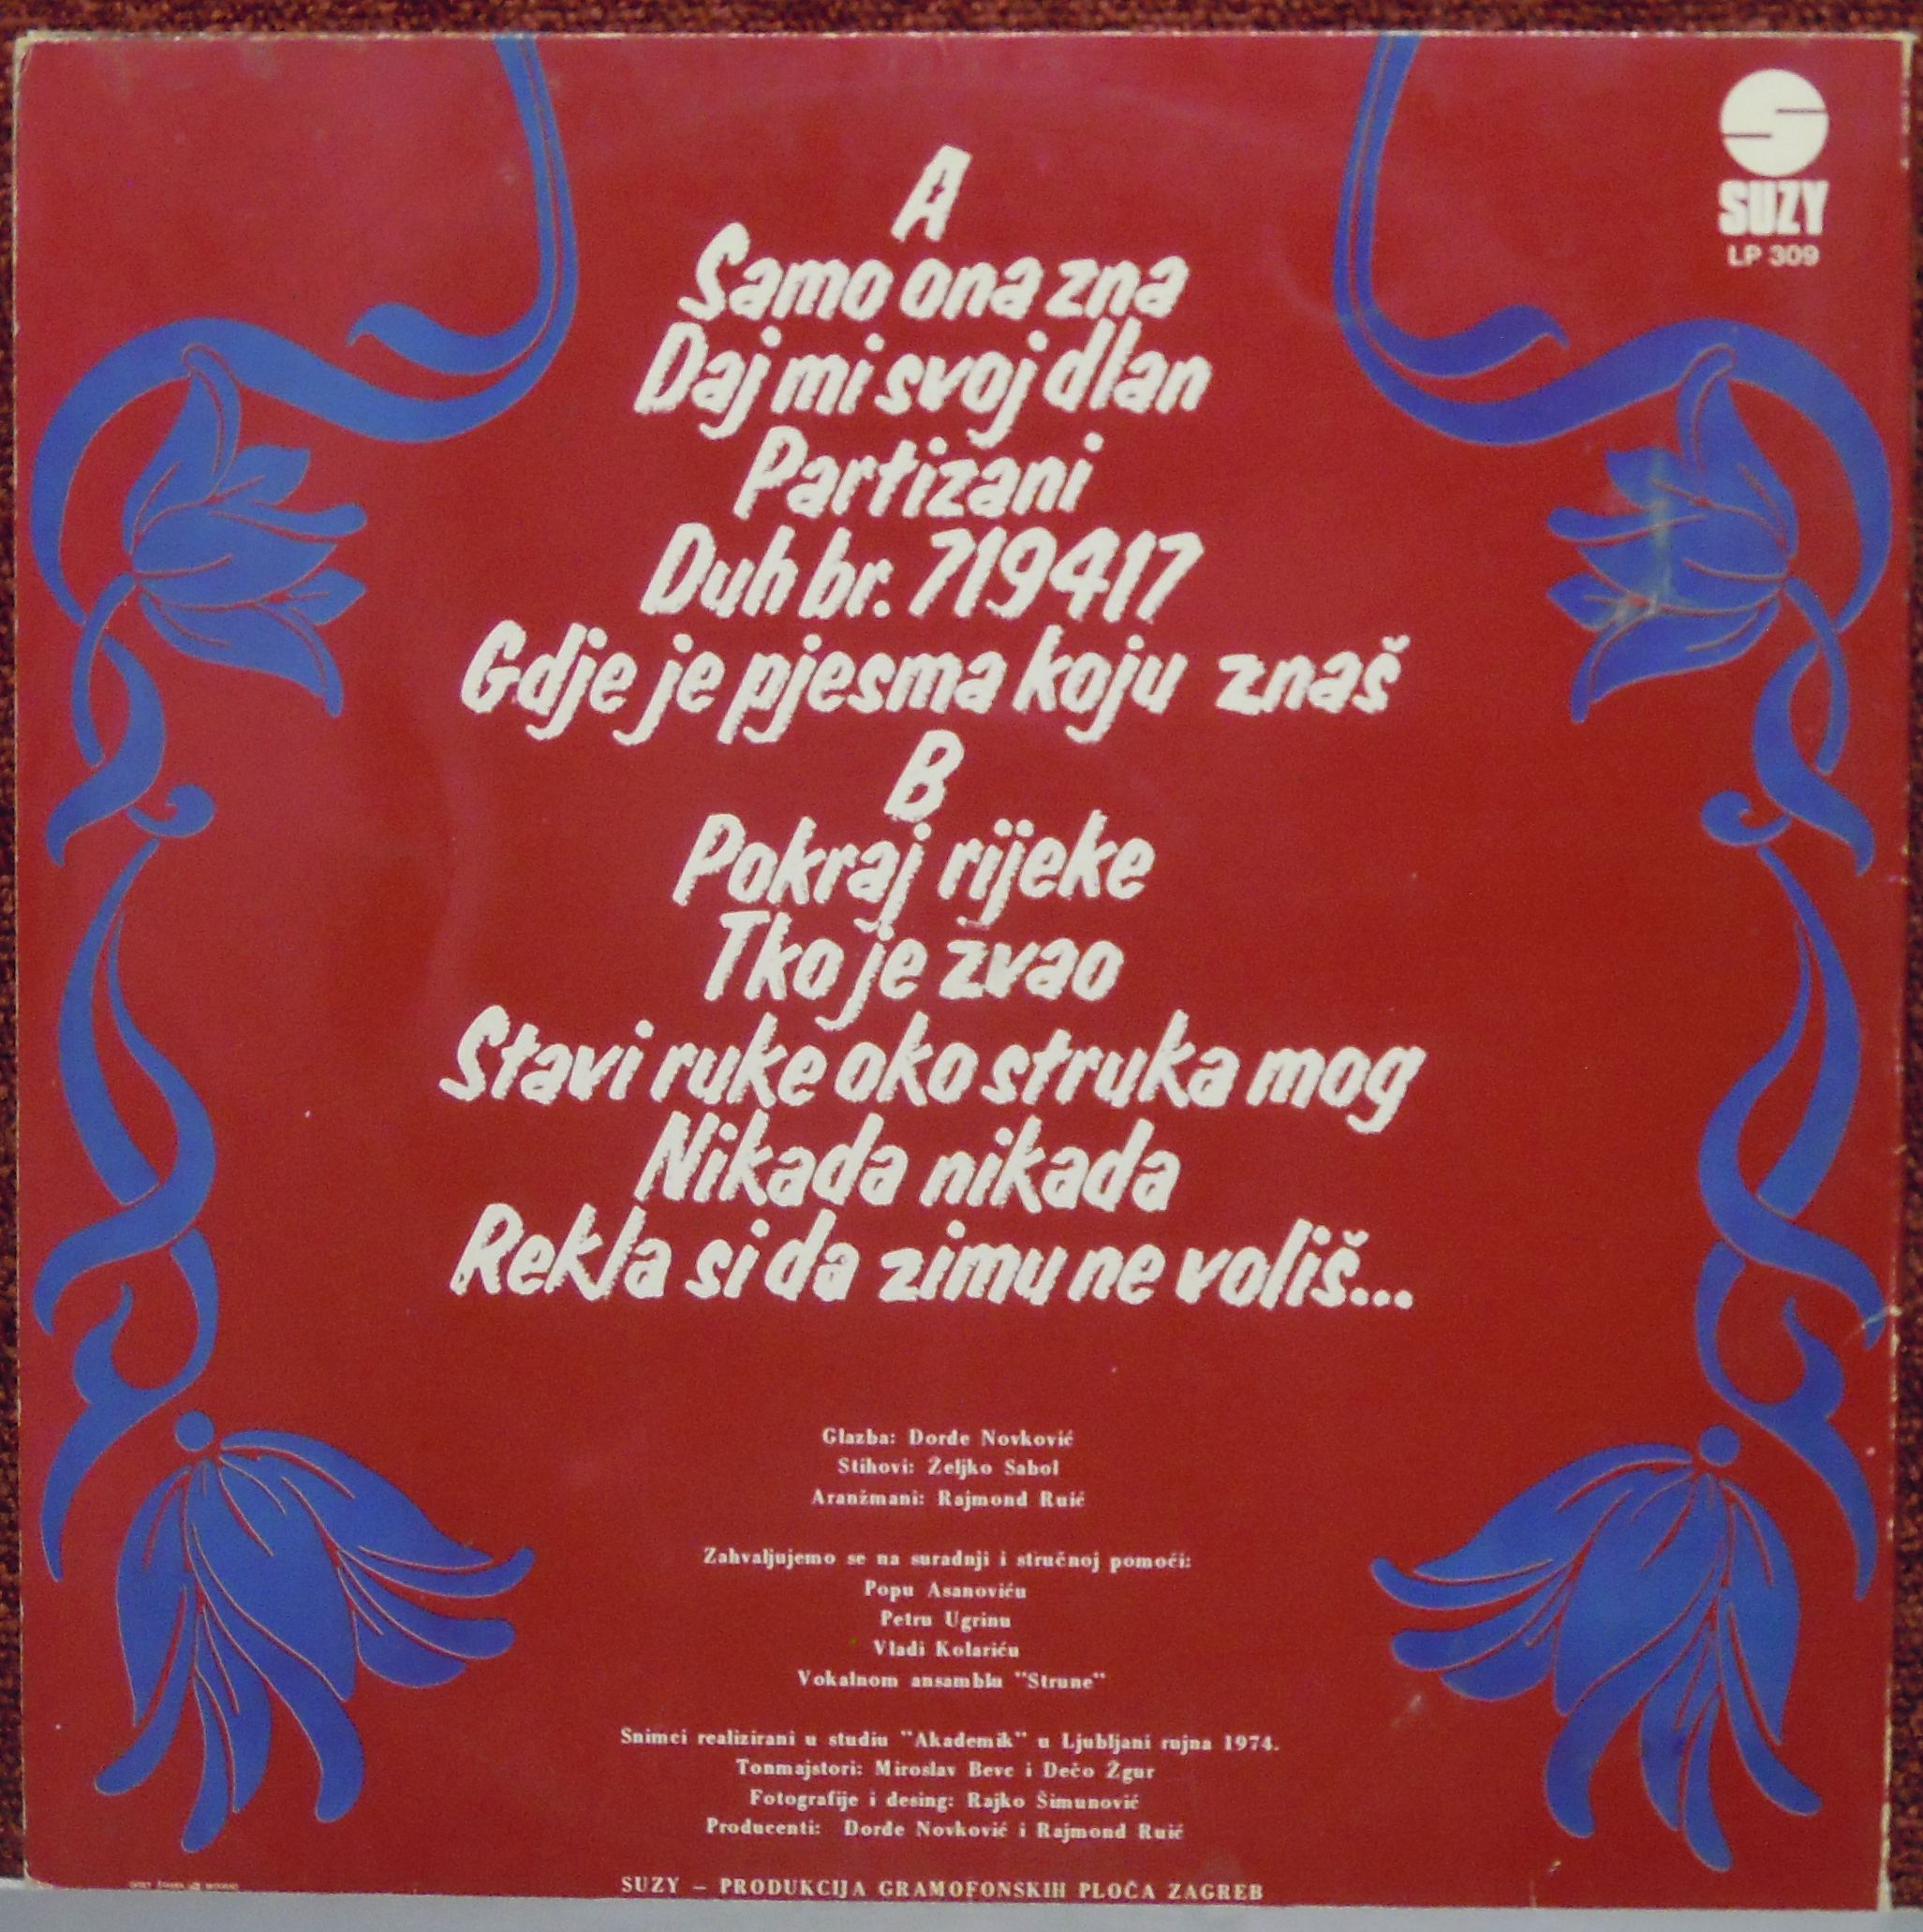 SUZY
LP 309
A
Samo ona zna
Daj mi svoj dlan
Partizani
Duh br. 719417
Gdje je pjesma koju znaš
B
Pokraj rijeke
Tko je zvao
Stavi ruke oko struka mog
Nikada nikada
Rekla si da zimu ne voliš...
Glazba: Đorđe Novković
Stihovi: Željko Sabol
Aranžmani: Rajmond Ruić
Zahvaljujemo se na suradnji i stručnoj pomoći:
Popu Asanoviću
Petru Ugrinu
Vladi Kolariću
Vokalnom ansamblu "Strune"
Snimci realizirani u studiu "Akademik" u Ljubljani rujna 1974.
Tonmajstori: Miroslav Bevc i Dečo Žgur
Fotografije i desing: Rajko Šimunović
Producenti: Đorđe Novković i Rajmond Ruić
SUZY – PRODUKCIJA GRAMOFONSKIH PLOČA ZAGREB